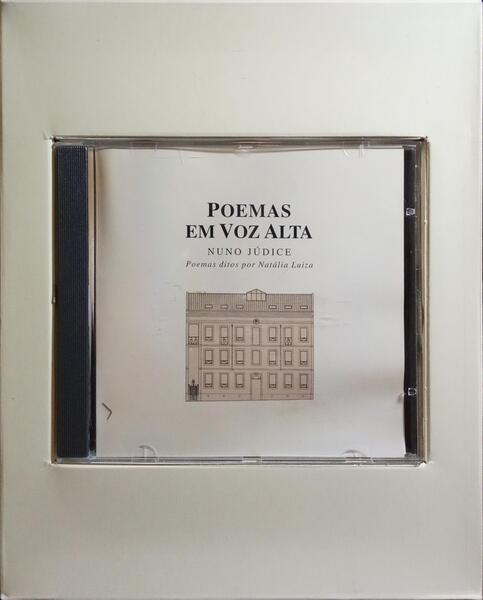 POEMAS
EM VOZ ALTA
NUNO JÚDICE
Poemas ditos por Natália Luiza